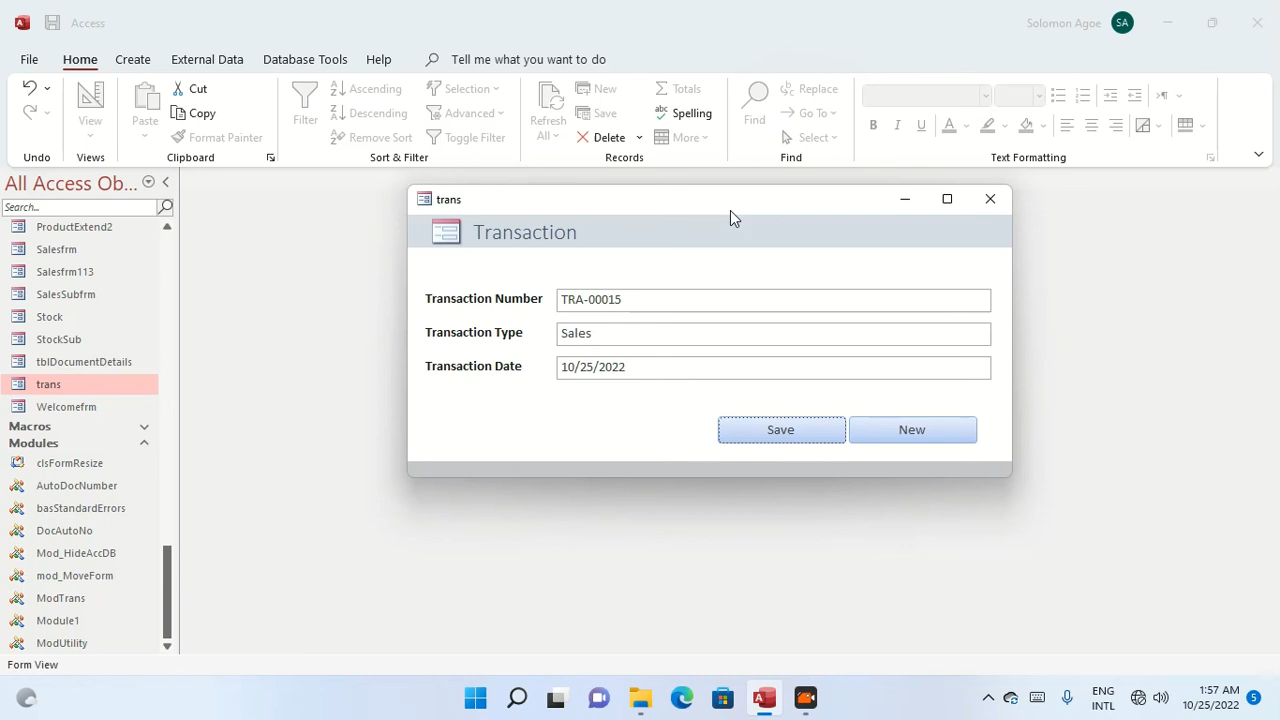 Access
Solomon Agoe
SA
File
Home
Create
External Data
Database Tools
Help
Tell me what you want to do
View
Paste
Cut
Copy
Format Painter
Filter
Ascending
Descending
Remove Sort
Selection
Advanced
Toggle Filter
Refresh
All
New
Save
Delete
Totals
Spelling
More
Find
Replace
Go To
Select
Undo
Views
Clipboard
Sort & Filter
Records
Find
Text Formatting
All Access Ob...
Search...
ProductExtend2
Salesfrm
Salesfrm113
SalesSubfrm
Stock
StockSub
tblDocumentDetails
trans
Welcomefrm
Macros
Modules
clsFormResize
AutoDocNumber
basStandardErrors
DocAutoNo
Mod_HideAccDB
mod_MoveForm
ModTrans
Module1
ModUtility
trans
Transaction
Transaction Number
TRA-00015
Transaction Type
Sales
Transaction Date
10/25/2022
Save
New
Form View
ENG
INTL
1:57 AM
10/25/2022
5